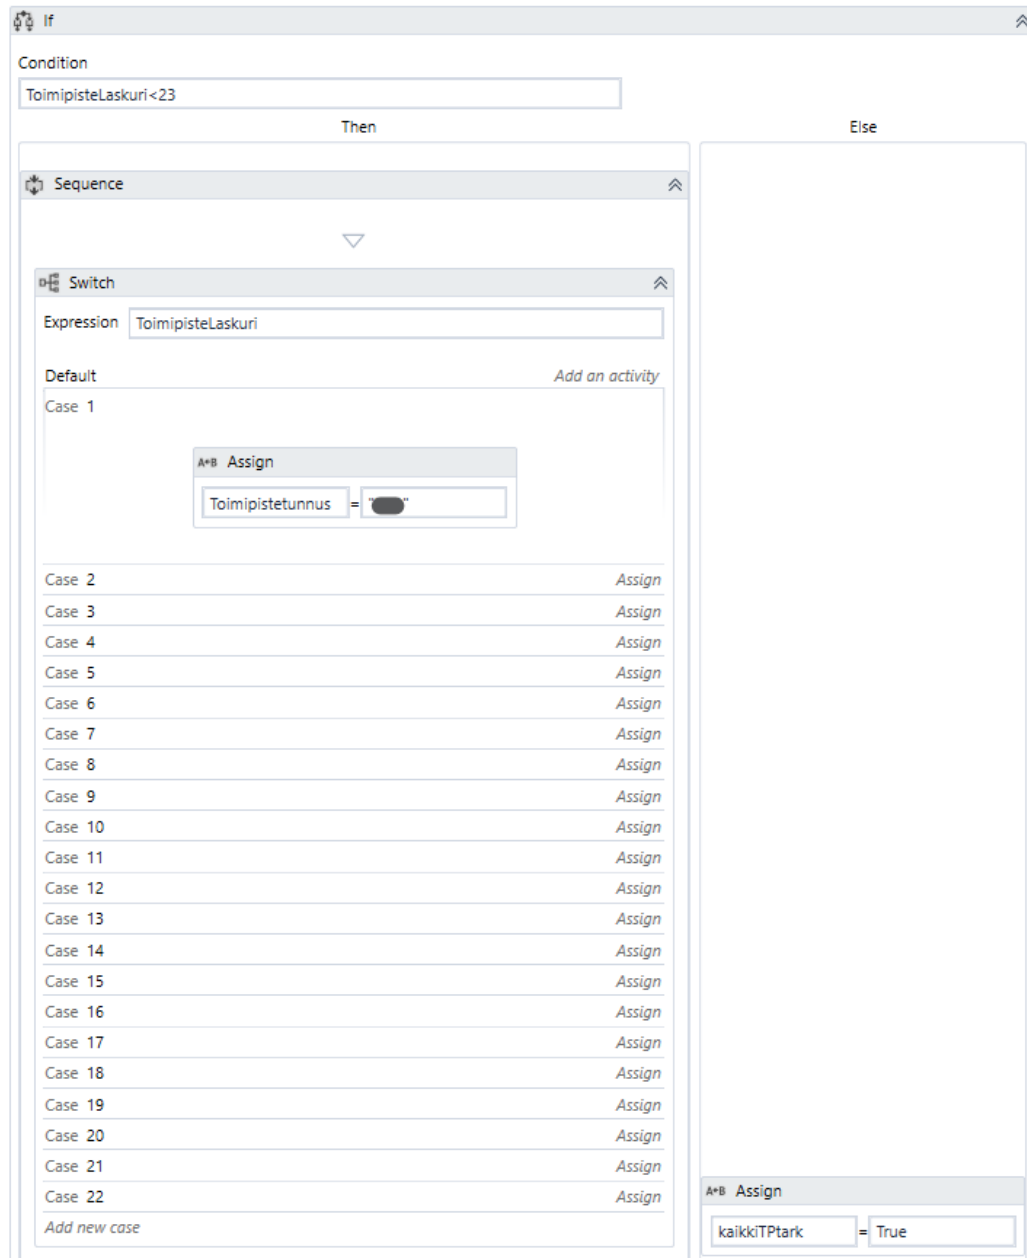 If
Condition
ToimipisteLaskuri<23
Then
Else
Sequence
Switch
Expression ToimipisteLaskuri
Default Add an activity
Case 1
A*B Assign
Toimipistetunnus = " "
Case 2 Assign
Case 3 Assign
Case 4 Assign
Case 5 Assign
Case 6 Assign
Case 7 Assign
Case 8 Assign
Case 9 Assign
Case 10 Assign
Case 11 Assign
Case 12 Assign
Case 13 Assign
Case 14 Assign
Case 15 Assign
Case 16 Assign
Case 17 Assign
Case 18 Assign
Case 19 Assign
Case 20 Assign
Case 21 Assign
Case 22 Assign
Add new case
A*B Assign
kaikkiTPtark = True